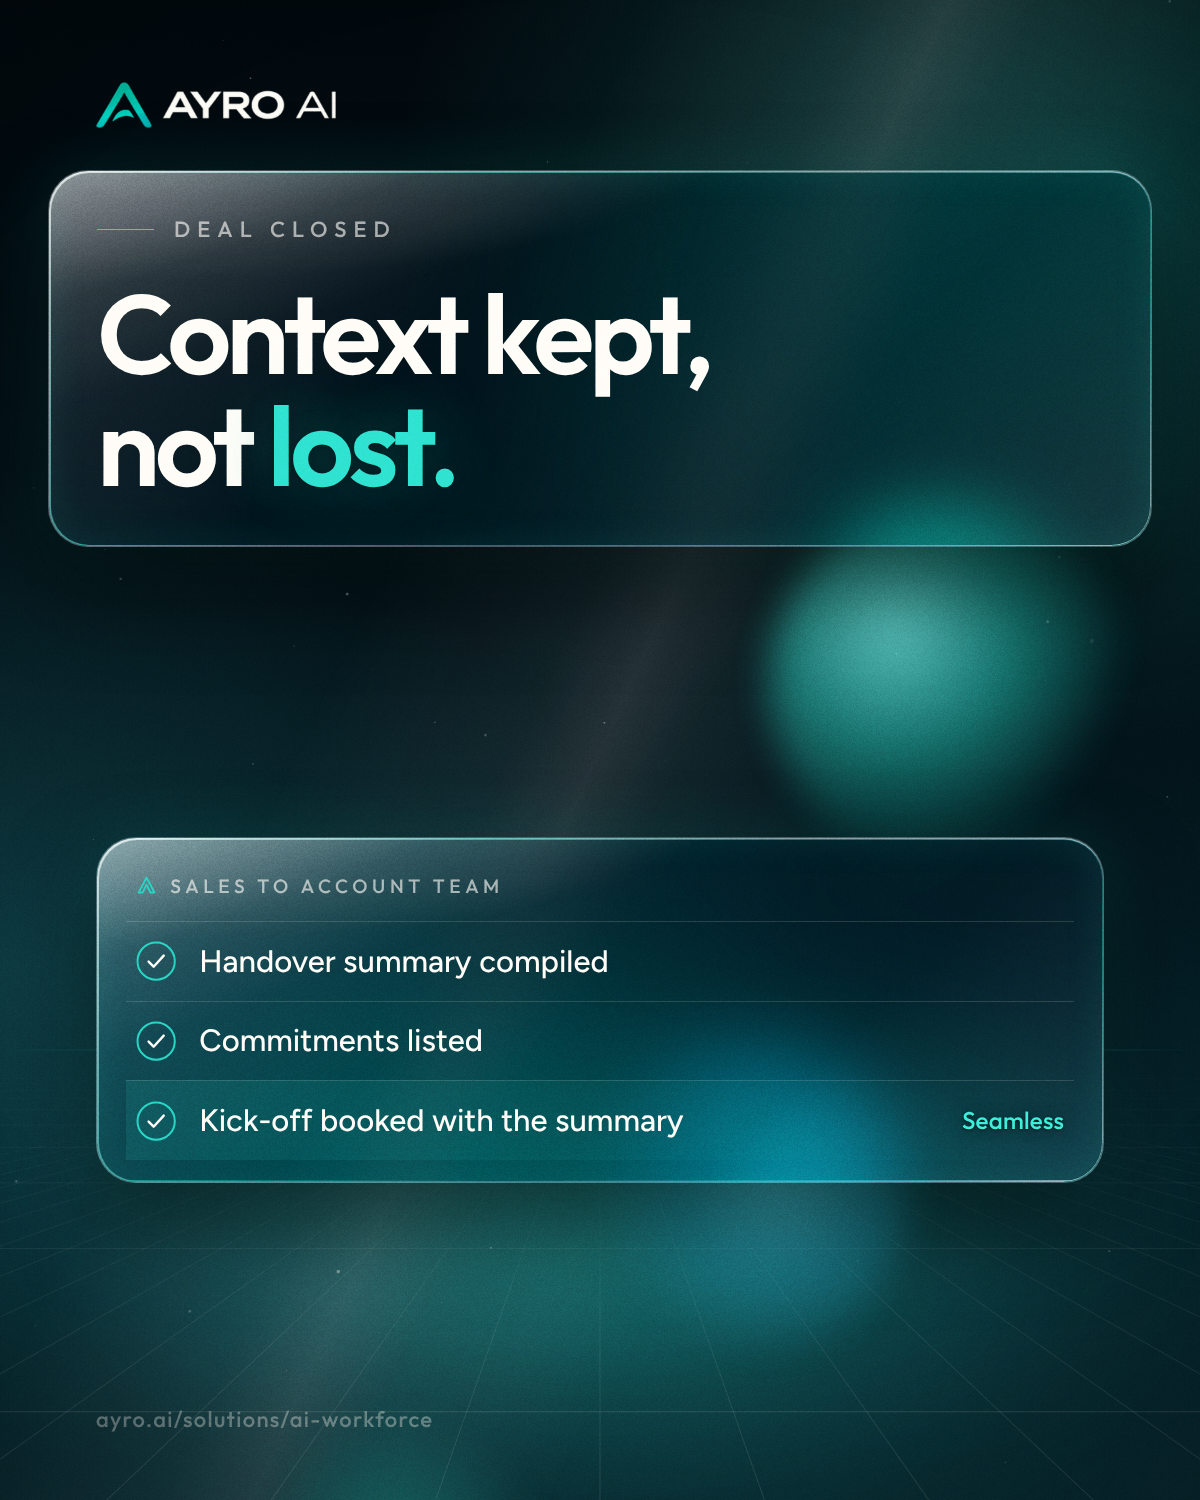 AYRO AI
DEAL CLOSED
Context kept,
not lost.
SALES TO ACCOUNT TEAM
Handover summary compiled
Commitments listed
Kick-off booked with the summary
Seamless
ayro.ai/solutions/ai-workforce